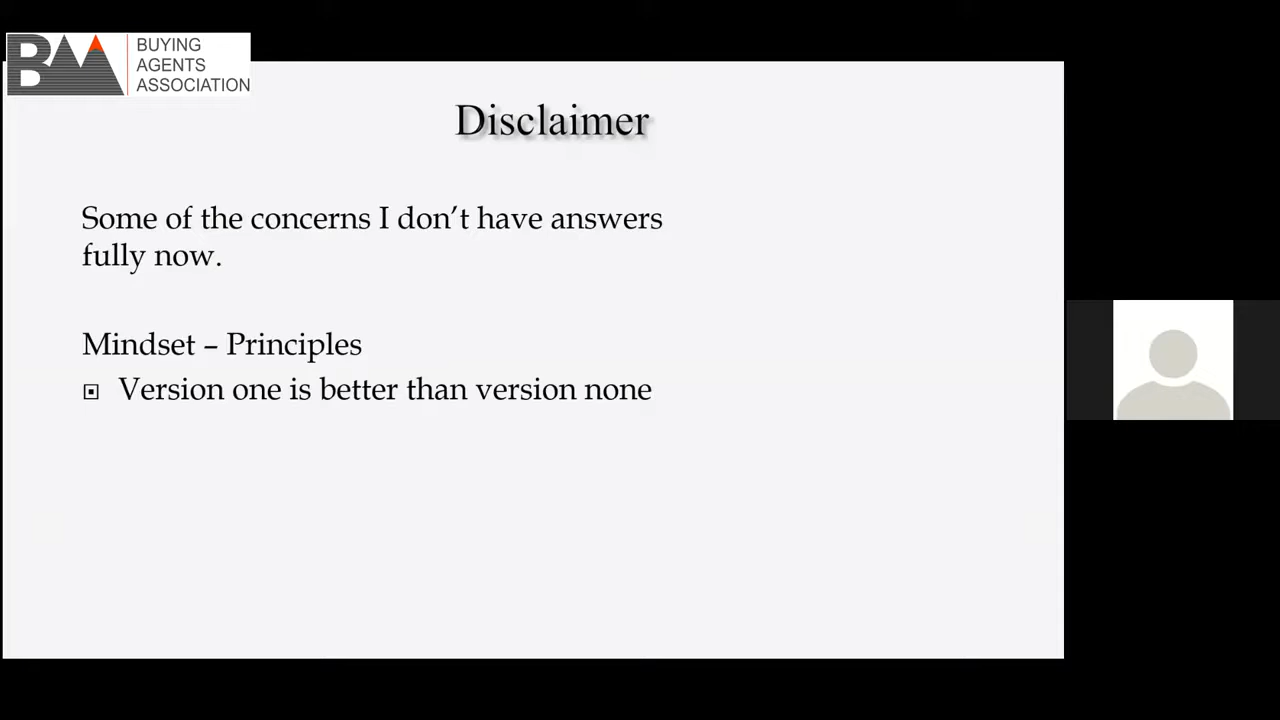 BAA
BUYING
AGENTS
ASSOCIATION
Disclaimer
Some of the concerns I don’t have answers
fully now.
Mindset – Principles
Version one is better than version none